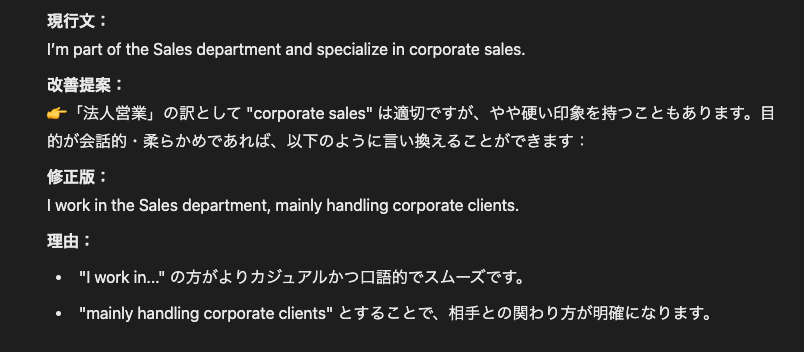 現行文：
I’m part of the Sales department and specialize in corporate sales.
改善提案：
👉「法人営業」の訳として "corporate sales" は適切ですが、やや硬い印象を持つこともあります。目
的が会話的・柔らかめであれば、以下のように言い換えることができます：
修正版：
I work in the Sales department, mainly handling corporate clients.
理由：
• "I work in..." の方がよりカジュアルかつ口語的でスムーズです。
• "mainly handling corporate clients" とすることで、相手との関わり方が明確になります。